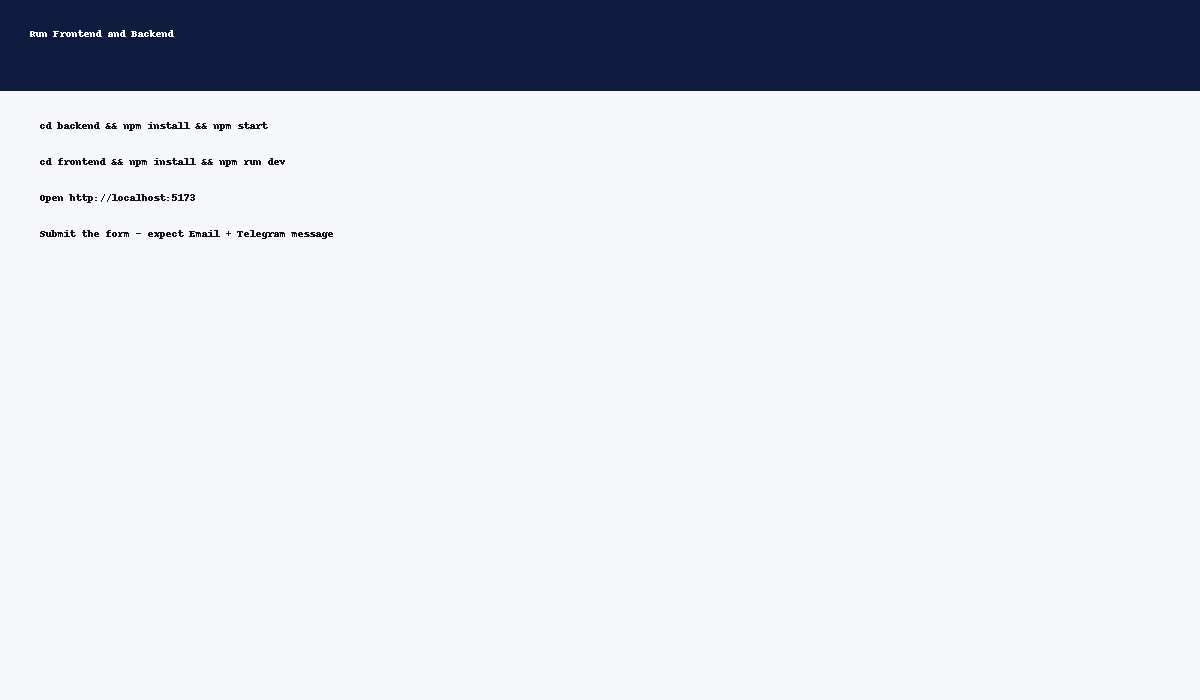 Run Frontend and Backend
cd backend && npm install && npm start
cd frontend && npm install && npm run dev
Open http://localhost:5173
Submit the form – expect Email + Telegram message